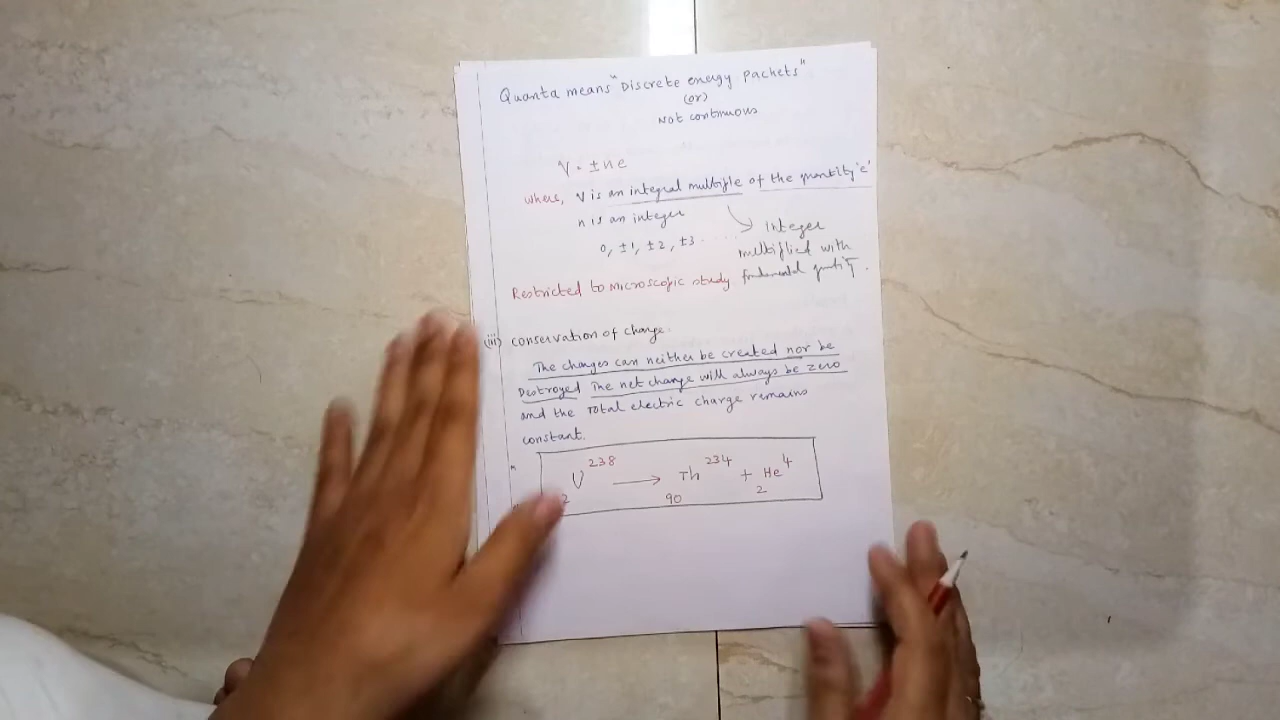 Quanta means "Discrete energy Packets"
(or)
Not continuous
V = ±ne
where, V is an integral multiple of the quantity 'e'
n is an integer
0, ±1, ±2, ±3 ......
Integer
multiplied with
fundamental quantity.
Restricted to microscopic study
(iii) conservation of charge.
The charges can neither be created nor be
Destroyed The net charge will always be zero
and the Total electric charge remains
constant.
2 U 238 → 90 Th 234 + 2 He 4